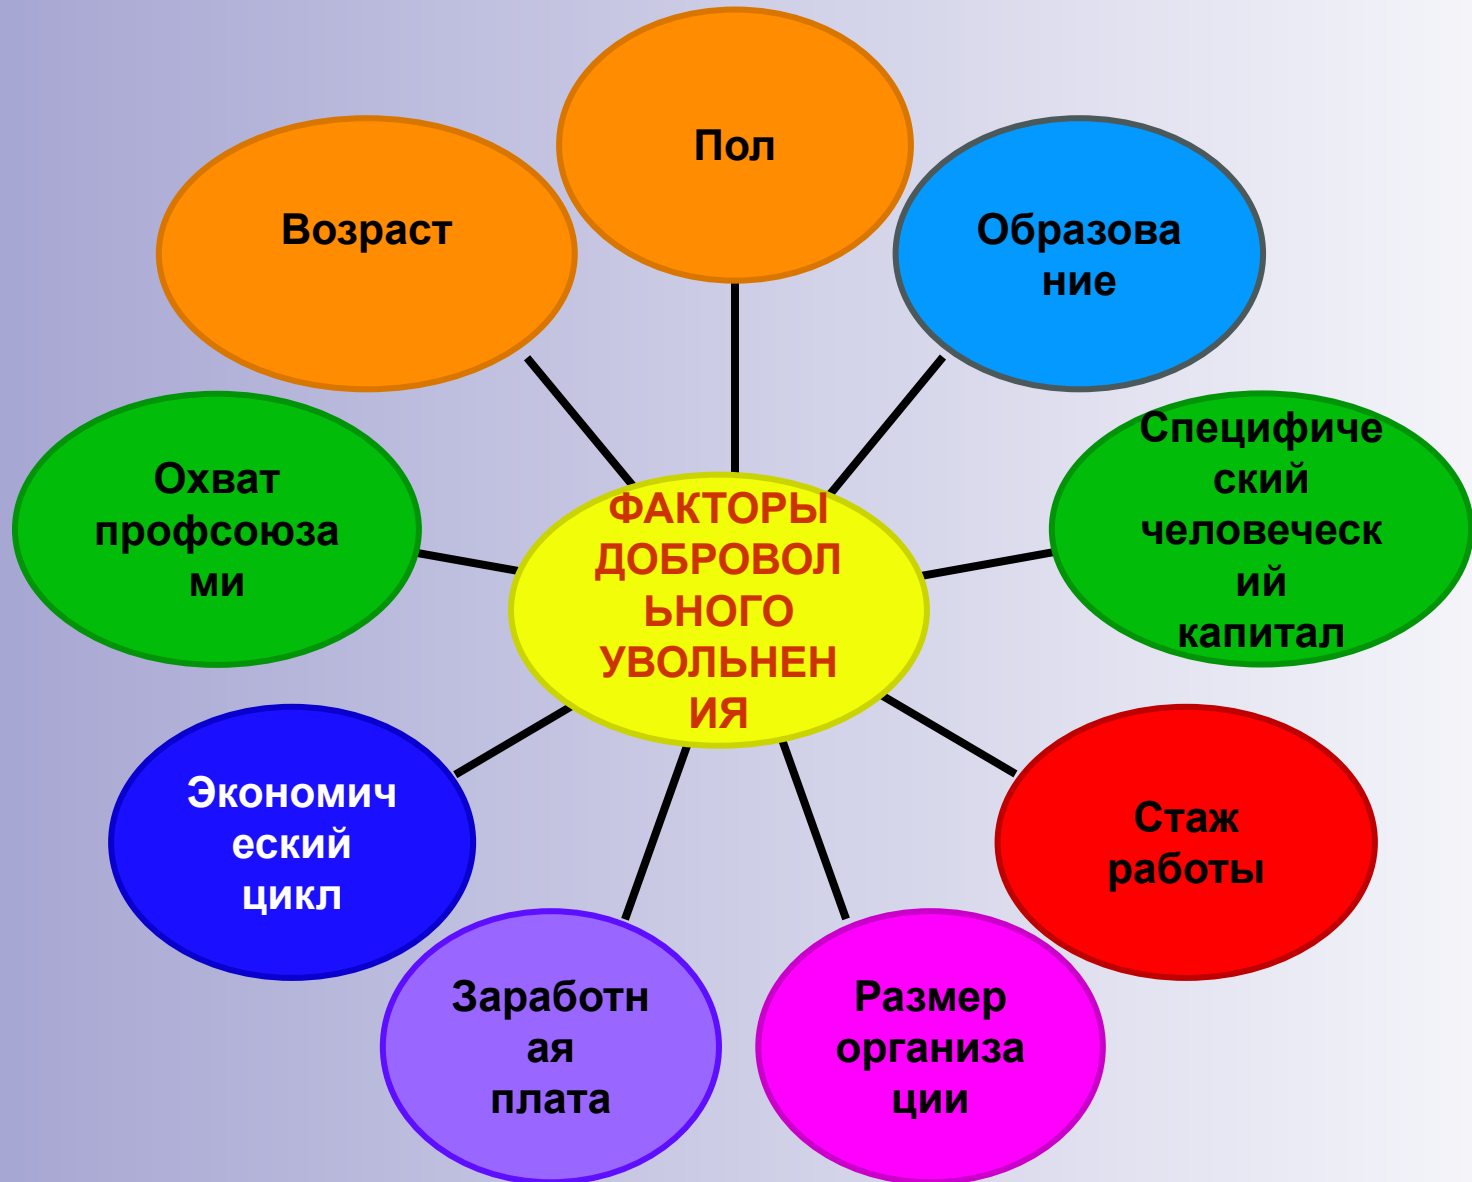 Пол
Возраст
Образова
ние
Специфиче
ский
человеческ
ий
капитал
Охват
профсоюза
ми
ФАКТОРЫ
ДОБРОВОЛ
ЬНОГО
УВОЛЬНЕН
ИЯ
Экономич
еский
цикл
Стаж
работы
Заработн
ая
плата
Размер
организа
ции